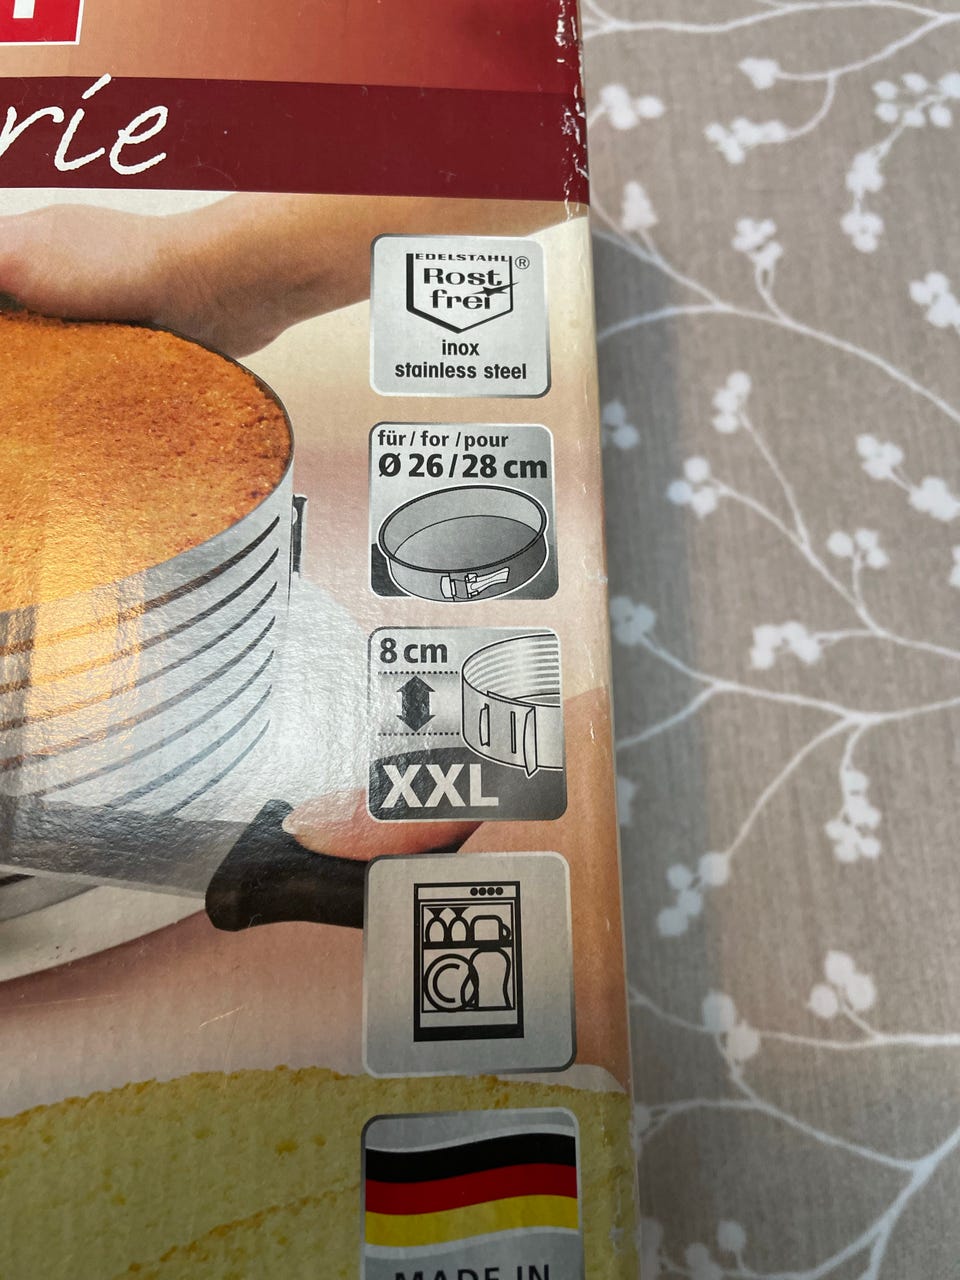 rie
EDELSTAHL ®
Rost
frei
inox
stainless steel
für / for / pour
Ø 26 / 28 cm
8 cm
XXL
MADE IN